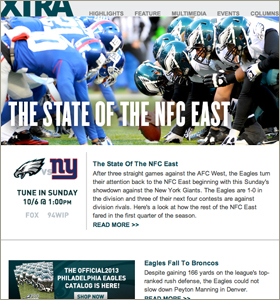 XTRA
HIGHLIGHTS FEATURE MULTIMEDIA EVENTS COLUMNS
THE STATE OF THE NFC EAST
VS ny
TUNE IN SUNDAY
10/6 @ 1:00PM
FOX 94WIP
The State Of The NFC East
After three straight games against the AFC West, the Eagles turn
their attention back to the NFC East beginning with this Sunday's
showdown against the New York Giants. The Eagles are 1-0 in
the division and three of their next four contests are against
division rivals. Here's a look at how the rest of the NFC East
fared in the first quarter of the season.
READ MORE >>
THE OFFICIAL 2013
PHILADELPHIA EAGLES
CATALOG IS HERE!
SHOP NOW
Eagles Fall To Broncos
Despite gaining 166 yards on the league's top-
ranked rush defense, the Eagles could not
slow down Peyton Manning in Denver.
READ MORE >>